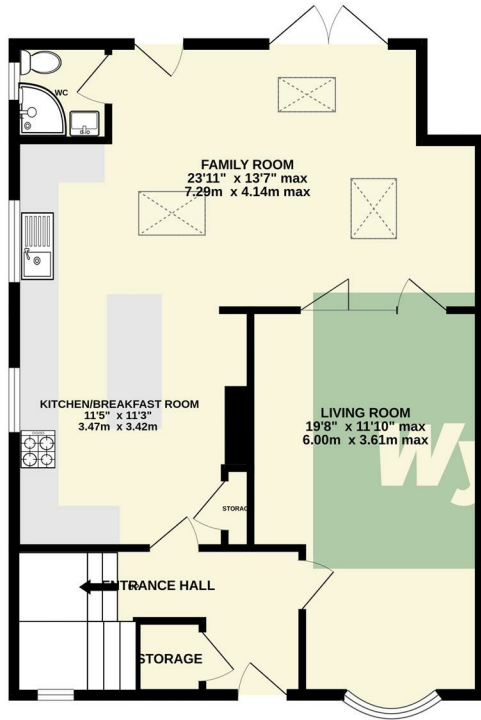 WC
FAMILY ROOM
23'11" x 13'7" max
7.29m x 4.14m max
KITCHEN/BREAKFAST ROOM
11'5" x 11'3"
3.47m x 3.42m
LIVING ROOM
19'8" x 11'10" max
6.00m x 3.61m max
Wy
STORAG
ENTRANCE HALL
STORAGE